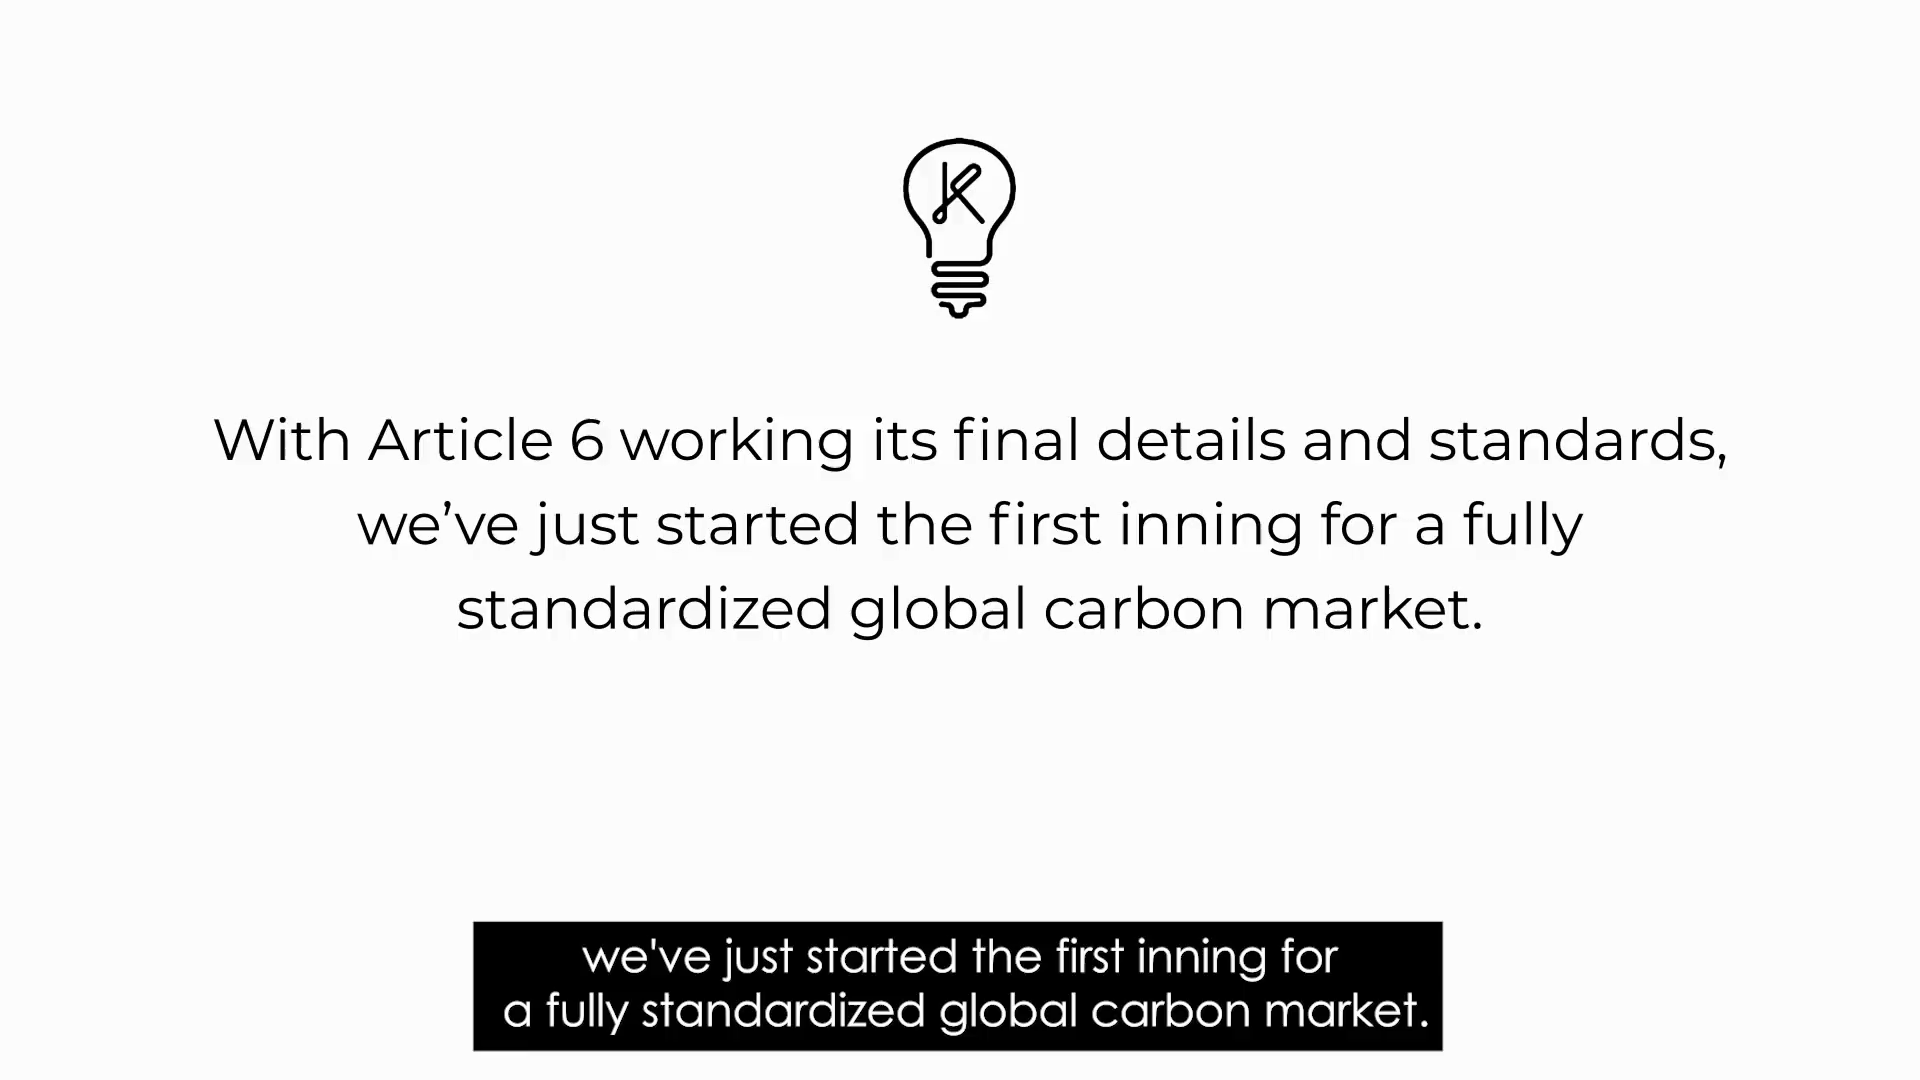 K
With Article 6 working its final details and standards,
we’ve just started the first inning for a fully
standardized global carbon market.
we've just started the first inning for
a fully standardized global carbon market.